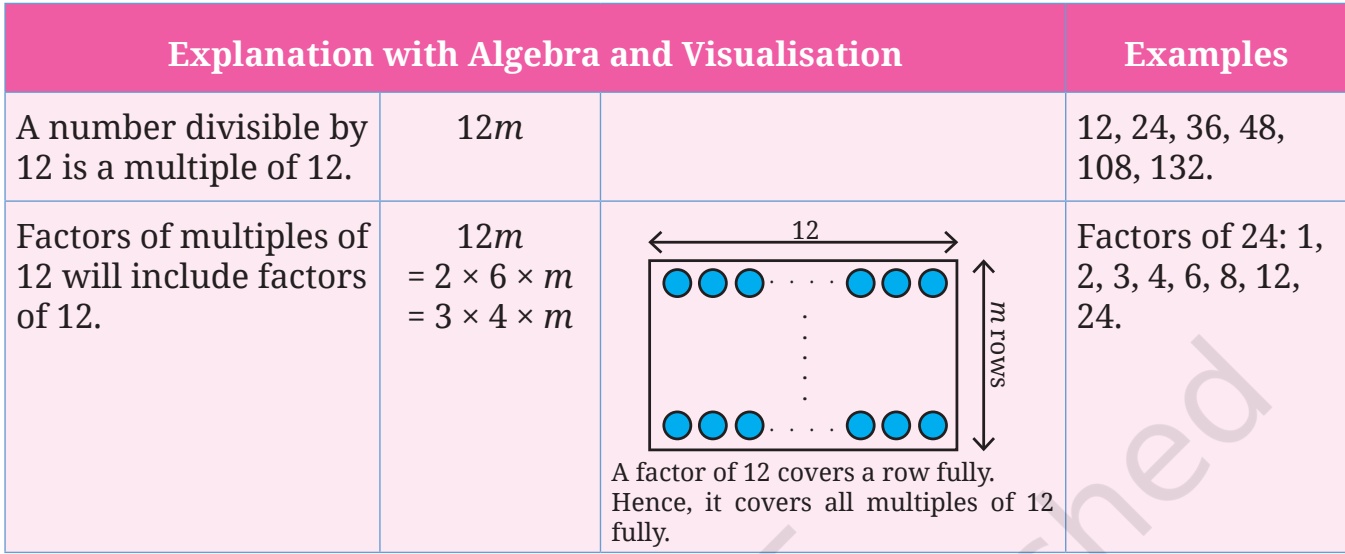 Explanation with Algebra and Visualisation
Examples
A number divisible by
12 is a multiple of 12.
12m
12, 24, 36, 48,
108, 132.
Factors of multiples of
12 will include factors
of 12.
12m
= 2 × 6 × m
= 3 × 4 × m
12
m rows
A factor of 12 covers a row fully.
Hence, it covers all multiples of 12
fully.
Factors of 24: 1,
2, 3, 4, 6, 8, 12,
24.
hed